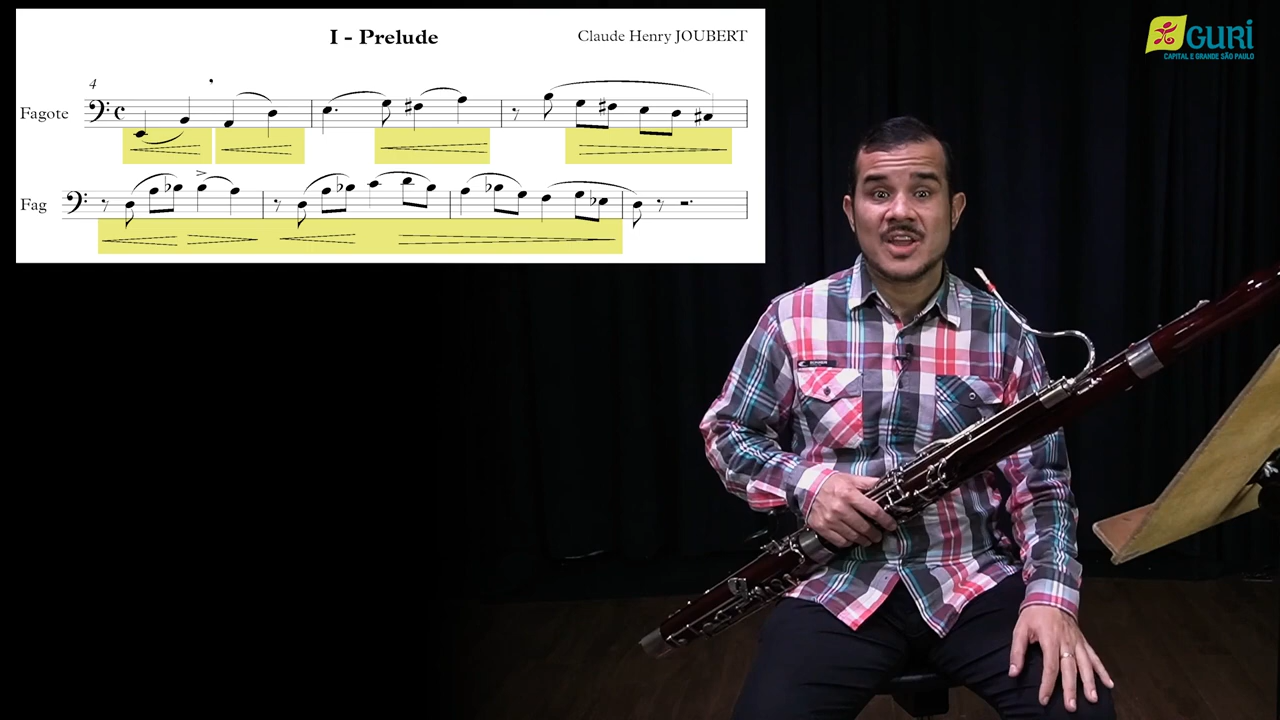 I - Prelude
Claude Henry JOUBERT
4
Fagote
Fag
GURI
CAPITAL E GRANDE SÃO PAULO